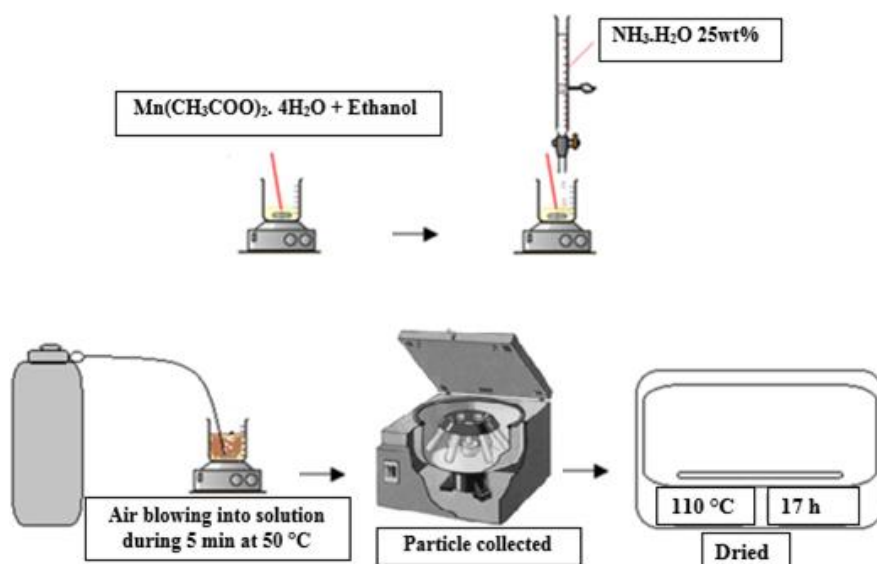 NH₃.H₂O 25wt%
Mn(CH₃COO)₂. 4H₂O + Ethanol
Air blowing into solution
during 5 min at 50 °C
Particle collected
110 °C
17 h
Dried